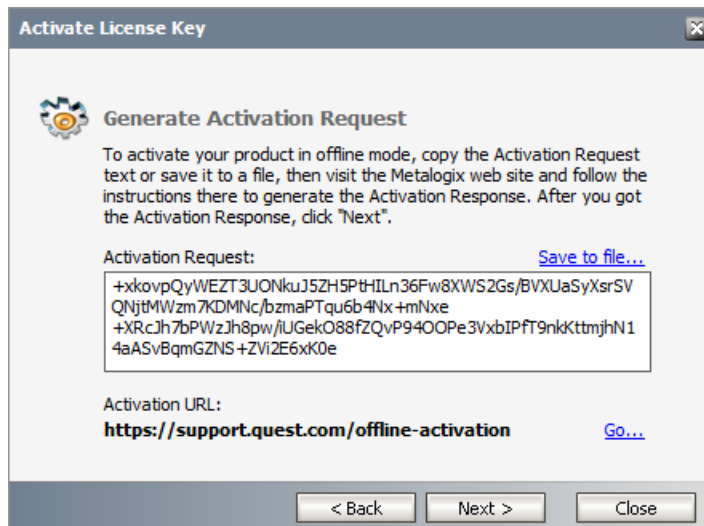 Activate License Key
Generate Activation Request
To activate your product in offline mode, copy the Activation Request
text or save it to a file, then visit the Metalogix web site and follow the
instructions there to generate the Activation Response. After you got
the Activation Response, click "Next".
Activation Request:
Save to file...
+xkovpQyWEZT3UONkuJ5ZH5PtHILn36Fw8XWS2Gs/BVXUaSyXsrSV
QNjtMWzm7KDMNc/bzmaPTqu6b4Nx+mNxe
+XRcJh7bPWzJh8pw/iUGekO88fZQvP94OOPe3VxbIPfT9nkKttmjhN1
4aASvBqmGZNS+ZVi2E6xK0e
Activation URL:
https://support.quest.com/offline-activation
Go...
< Back
Next >
Close